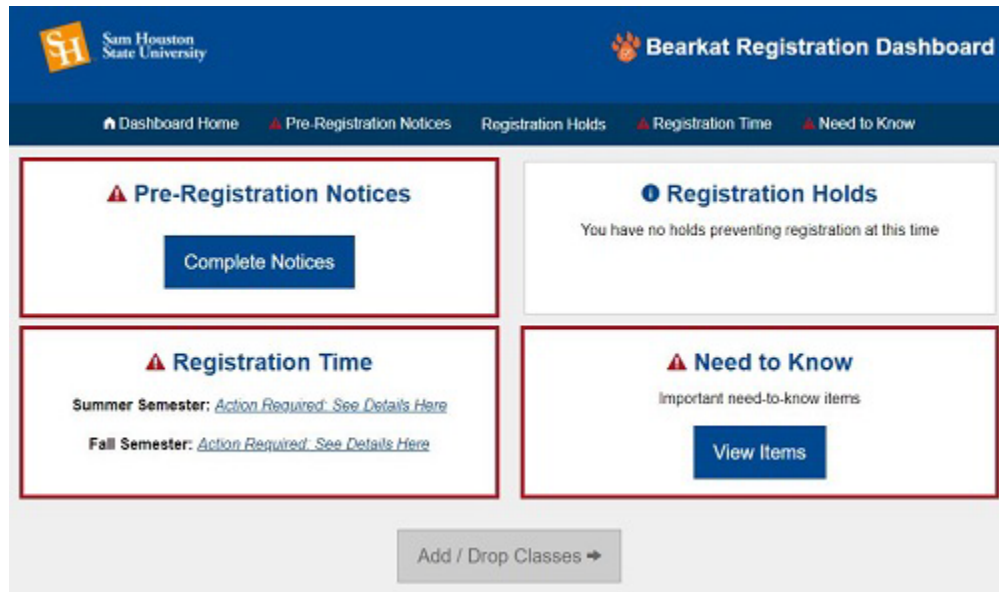 SH
Sam Houston
State University
Bearkat Registration Dashboard
Dashboard Home
Pre-Registration Notices
Registration Holds
Registration Time
Need to Know
Pre-Registration Notices
Complete Notices
Registration Holds
You have no holds preventing registration at this time
Registration Time
Summer Semester: Action Required: See Details Here
Fall Semester: Action Required: See Details Here
Need to Know
Important need-to-know items
View Items
Add / Drop Classes ➔